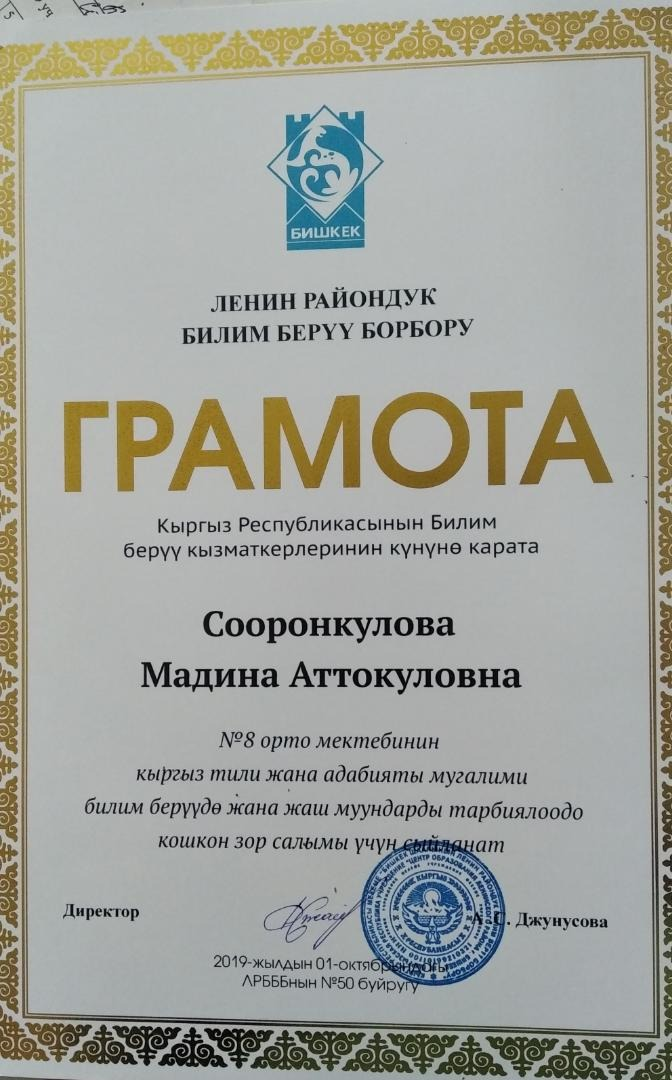 БИШКЕК
ЛЕНИН РАЙОНДУК
БИЛИМ БЕРҮҮ БОРБОРУ
ГРАМОТА
Кыргыз Республикасынын Билим
берүү кызматкерлеринин күнүнө карата
Сооронкулова
Мадина Аттокуловна
№8 орто мектебинин
кыргыз тили жана адабияты мугалими
билим берүүдө жана жаш муундарды тарбиялоодо
кошкон зор салымы үчүн сыйланат
Директор
А. С. Джунусова
2019-жылдын 01-октябрындагы
ЛРБББнын №50 буйругу